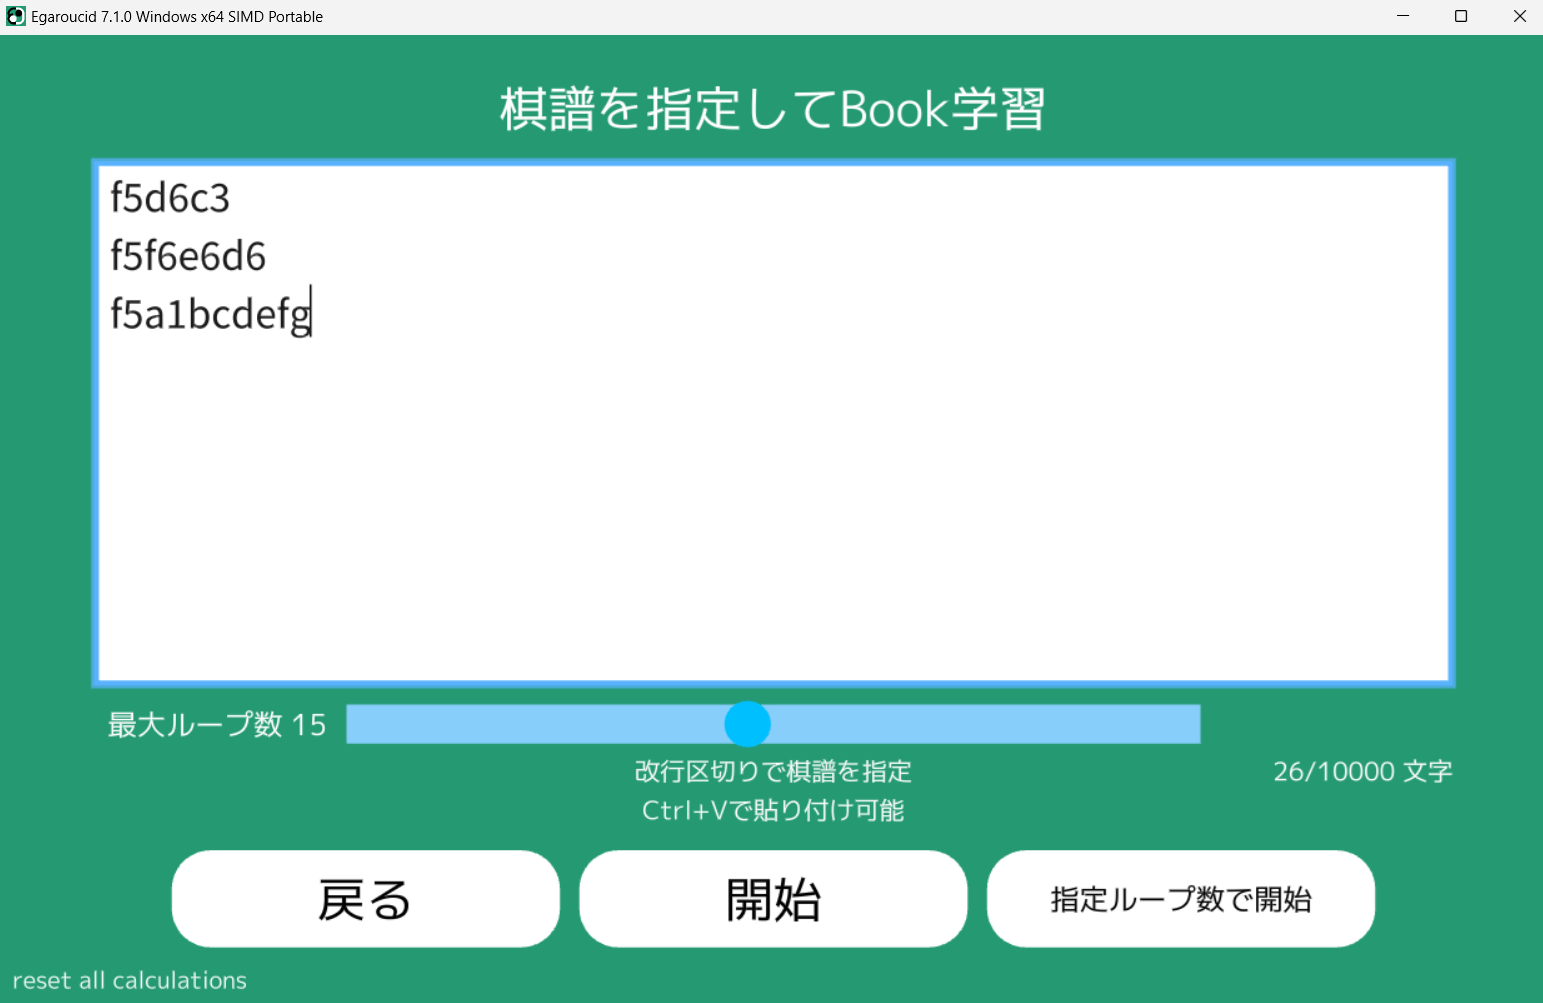 Egaroucid 7.1.0 Windows x64 SIMD Portable
棋譜を指定してBook学習
f5d6c3
f5f6e6d6
f5a1bcdefg
最大ループ数 15
改行区切りで棋譜を指定
26/10000 文字
Ctrl+Vで貼り付け可能
戻る
開始
指定ループ数で開始
reset all calculations